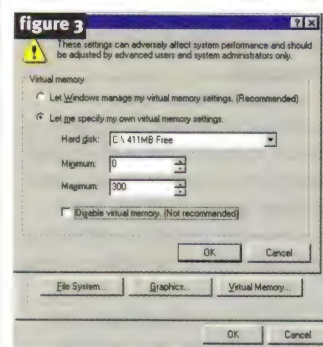 figure 3
These settings can adversely affect system performance and should
be adjusted by advanced users and system administrators only.
Virtual memory
Let Windows manage my virtual memory settings. (Recommended)
Let me specify my own virtual memory settings.
Hard disk: C:\ 411MB Free
Minimum: 0
Maximum: 300
Disable virtual memory. (Not recommended)
OK Cancel
File System... Graphics... Virtual Memory...
OK Cancel